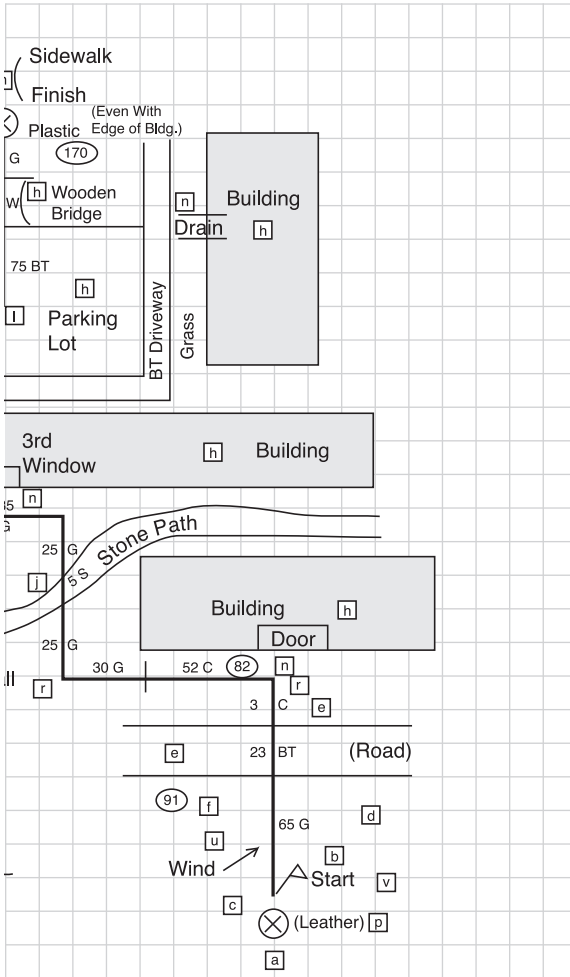 Sidewalk
h
Finish
(Even With
Edge of Bldg.)
Plastic
170
G
h
Wooden
Bridge
W
n
Building
Drain
h
75 BT
h
l
Parking
Lot
BT Driveway
Grass
3rd
Window
h
Building
n
35
G
Stone Path
25 G
5 S
j
Building
h
Door
25 G
ll
r
30 G
52 C
82
n
r
e
3 C
e
23 BT
(Road)
91
f
d
65 G
u
b
Wind
Start
v
c
(Leather)
p
a